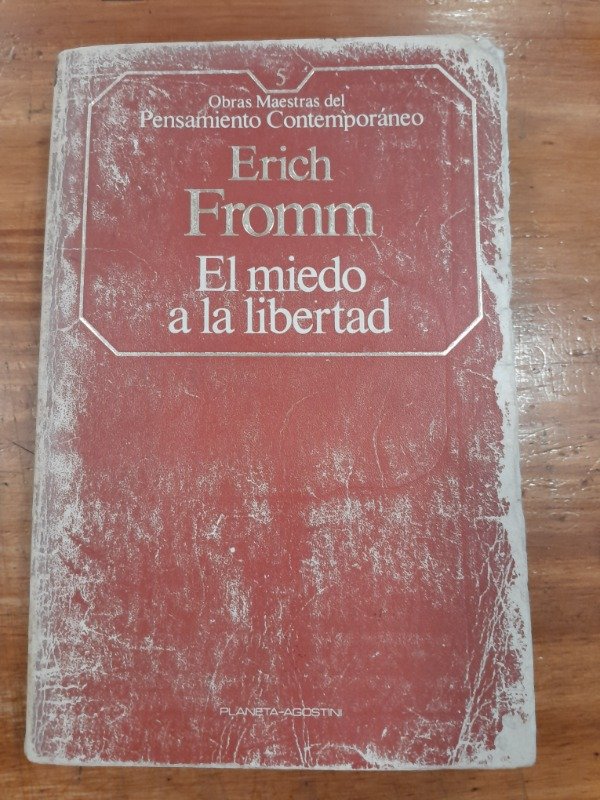 5
Obras Maestras del
Pensamiento Contemporáneo
Erich
Fromm
El miedo
a la libertad
PLANETA-AGOSTINI